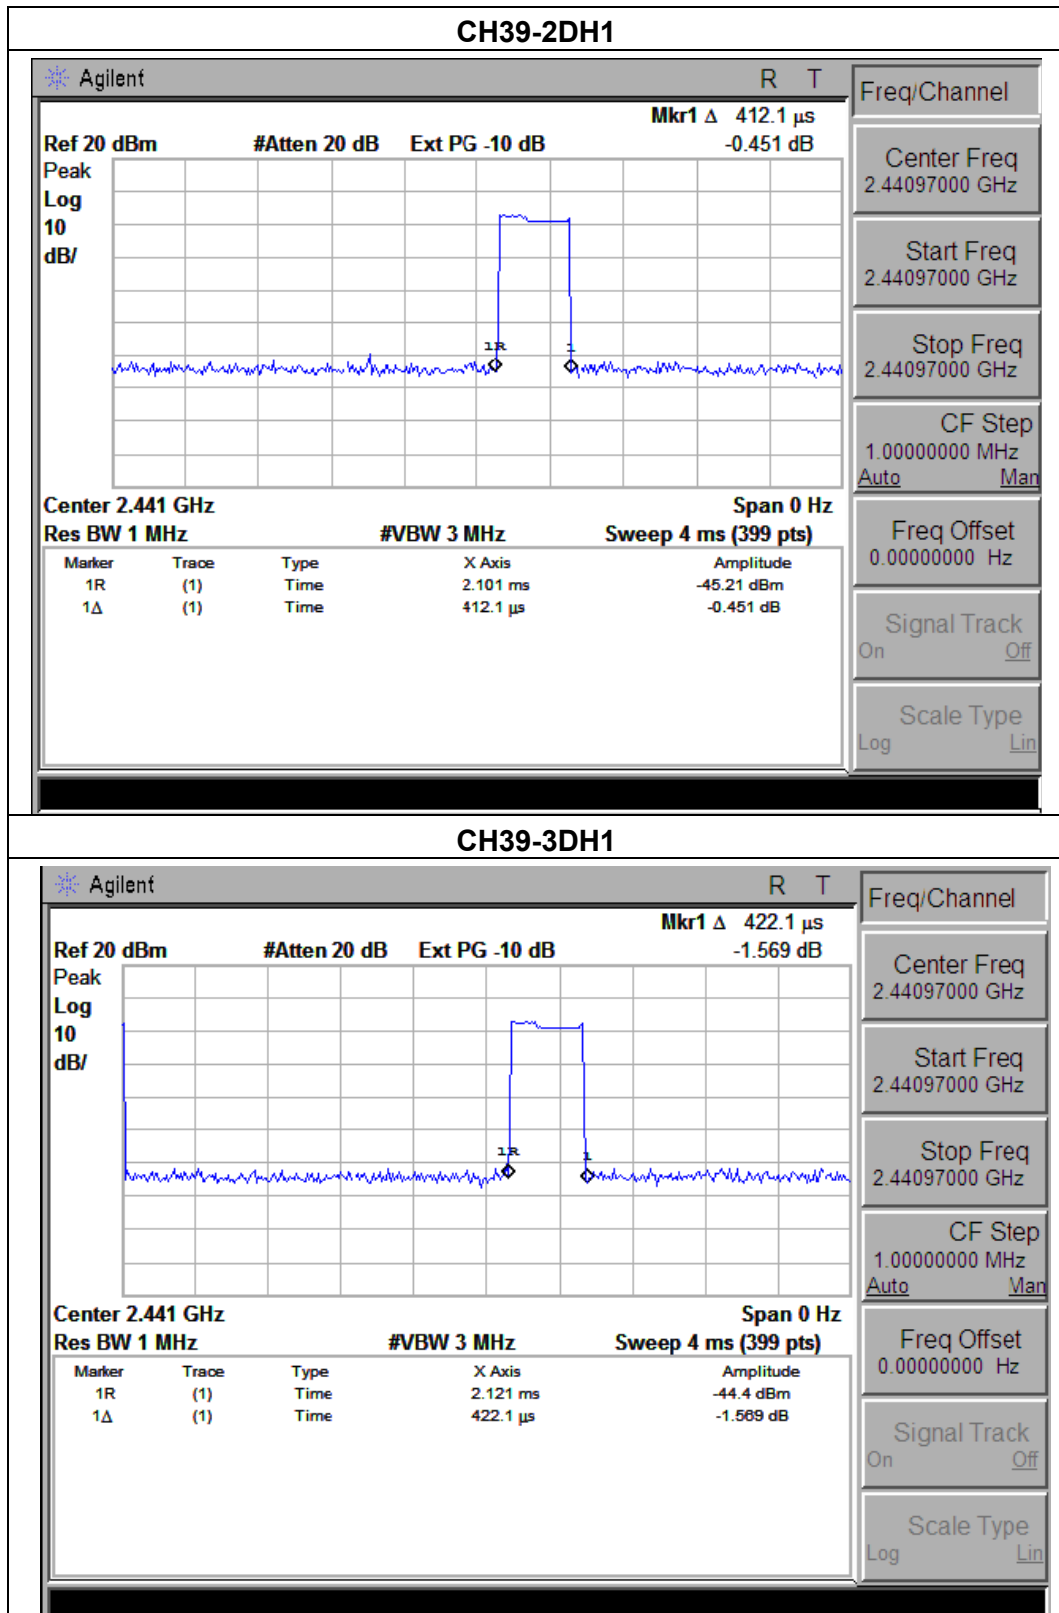 CH39-2DH1
Agilent R T
Mkr1 Δ 412.1 µs
Ref 20 dBm #Atten 20 dB Ext PG -10 dB -0.451 dB
Peak
Log
10
dB/
1R 1
Center 2.441 GHz Span 0 Hz
Res BW 1 MHz #VBW 3 MHz Sweep 4 ms (399 pts)
Marker Trace Type X Axis Amplitude
1R (1) Time 2.101 ms -45.21 dBm
1Δ (1) Time 412.1 µs -0.451 dB
Freq/Channel
Center Freq
2.44097000 GHz
Start Freq
2.44097000 GHz
Stop Freq
2.44097000 GHz
CF Step
1.00000000 MHz
Auto Man
Freq Offset
0.00000000 Hz
Signal Track
On Off
Scale Type
Log Lin
CH39-3DH1
Agilent R T
Mkr1 Δ 422.1 µs
Ref 20 dBm #Atten 20 dB Ext PG -10 dB -1.569 dB
Peak
Log
10
dB/
1R 1
Center 2.441 GHz Span 0 Hz
Res BW 1 MHz #VBW 3 MHz Sweep 4 ms (399 pts)
Marker Trace Type X Axis Amplitude
1R (1) Time 2.121 ms -44.4 dBm
1Δ (1) Time 422.1 µs -1.569 dB
Freq/Channel
Center Freq
2.44097000 GHz
Start Freq
2.44097000 GHz
Stop Freq
2.44097000 GHz
CF Step
1.00000000 MHz
Auto Man
Freq Offset
0.00000000 Hz
Signal Track
On Off
Scale Type
Log Lin